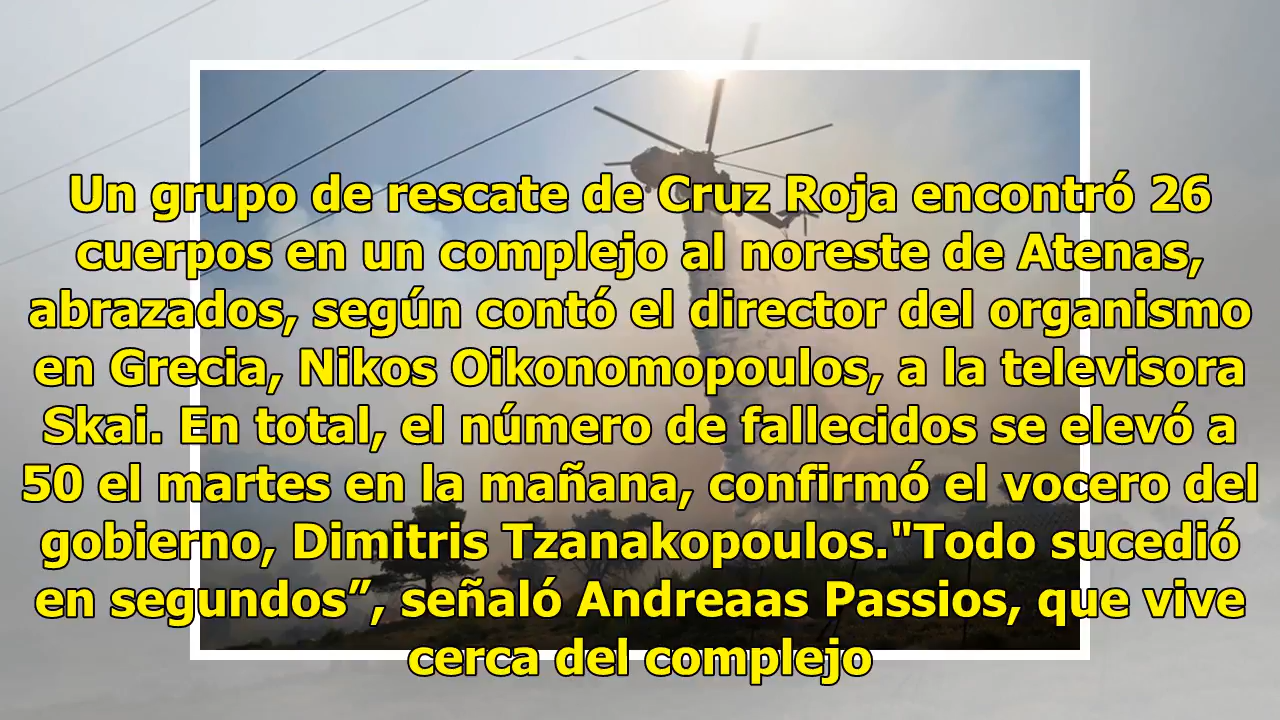 Un grupo de rescate de Cruz Roja encontró 26
cuerpos en un complejo al noreste de Atenas,
abrazados, según contó el director del organismo
en Grecia, Nikos Oikonomopoulos, a la televisora
Skai. En total, el número de fallecidos se elevó a
50 el martes en la mañana, confirmó el vocero del
gobierno, Dimitris Tzanakopoulos."Todo sucedió
en segundos”, señaló Andreaas Passios, que vive
cerca del complejo